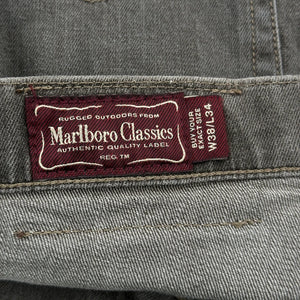 RUGGED OUTDOORS FROM
Marlboro Classics
AUTHENTIC QUALITY LABEL
REG. TM
BUY YOUR
EXACT SIZE
W38/L34